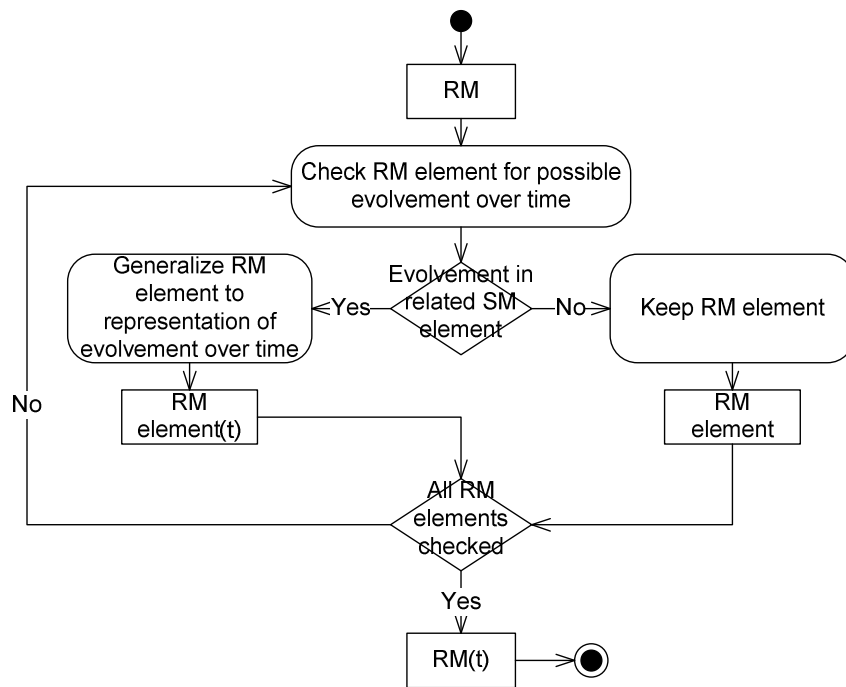 RM
Check RM element for possible
evolvement over time
Generalize RM
element to
representation of
evolvement over time
Evolvement in
related SM
element
Yes
No
Keep RM element
No
RM
element(t)
RM
element
All RM
elements
checked
Yes
RM(t)